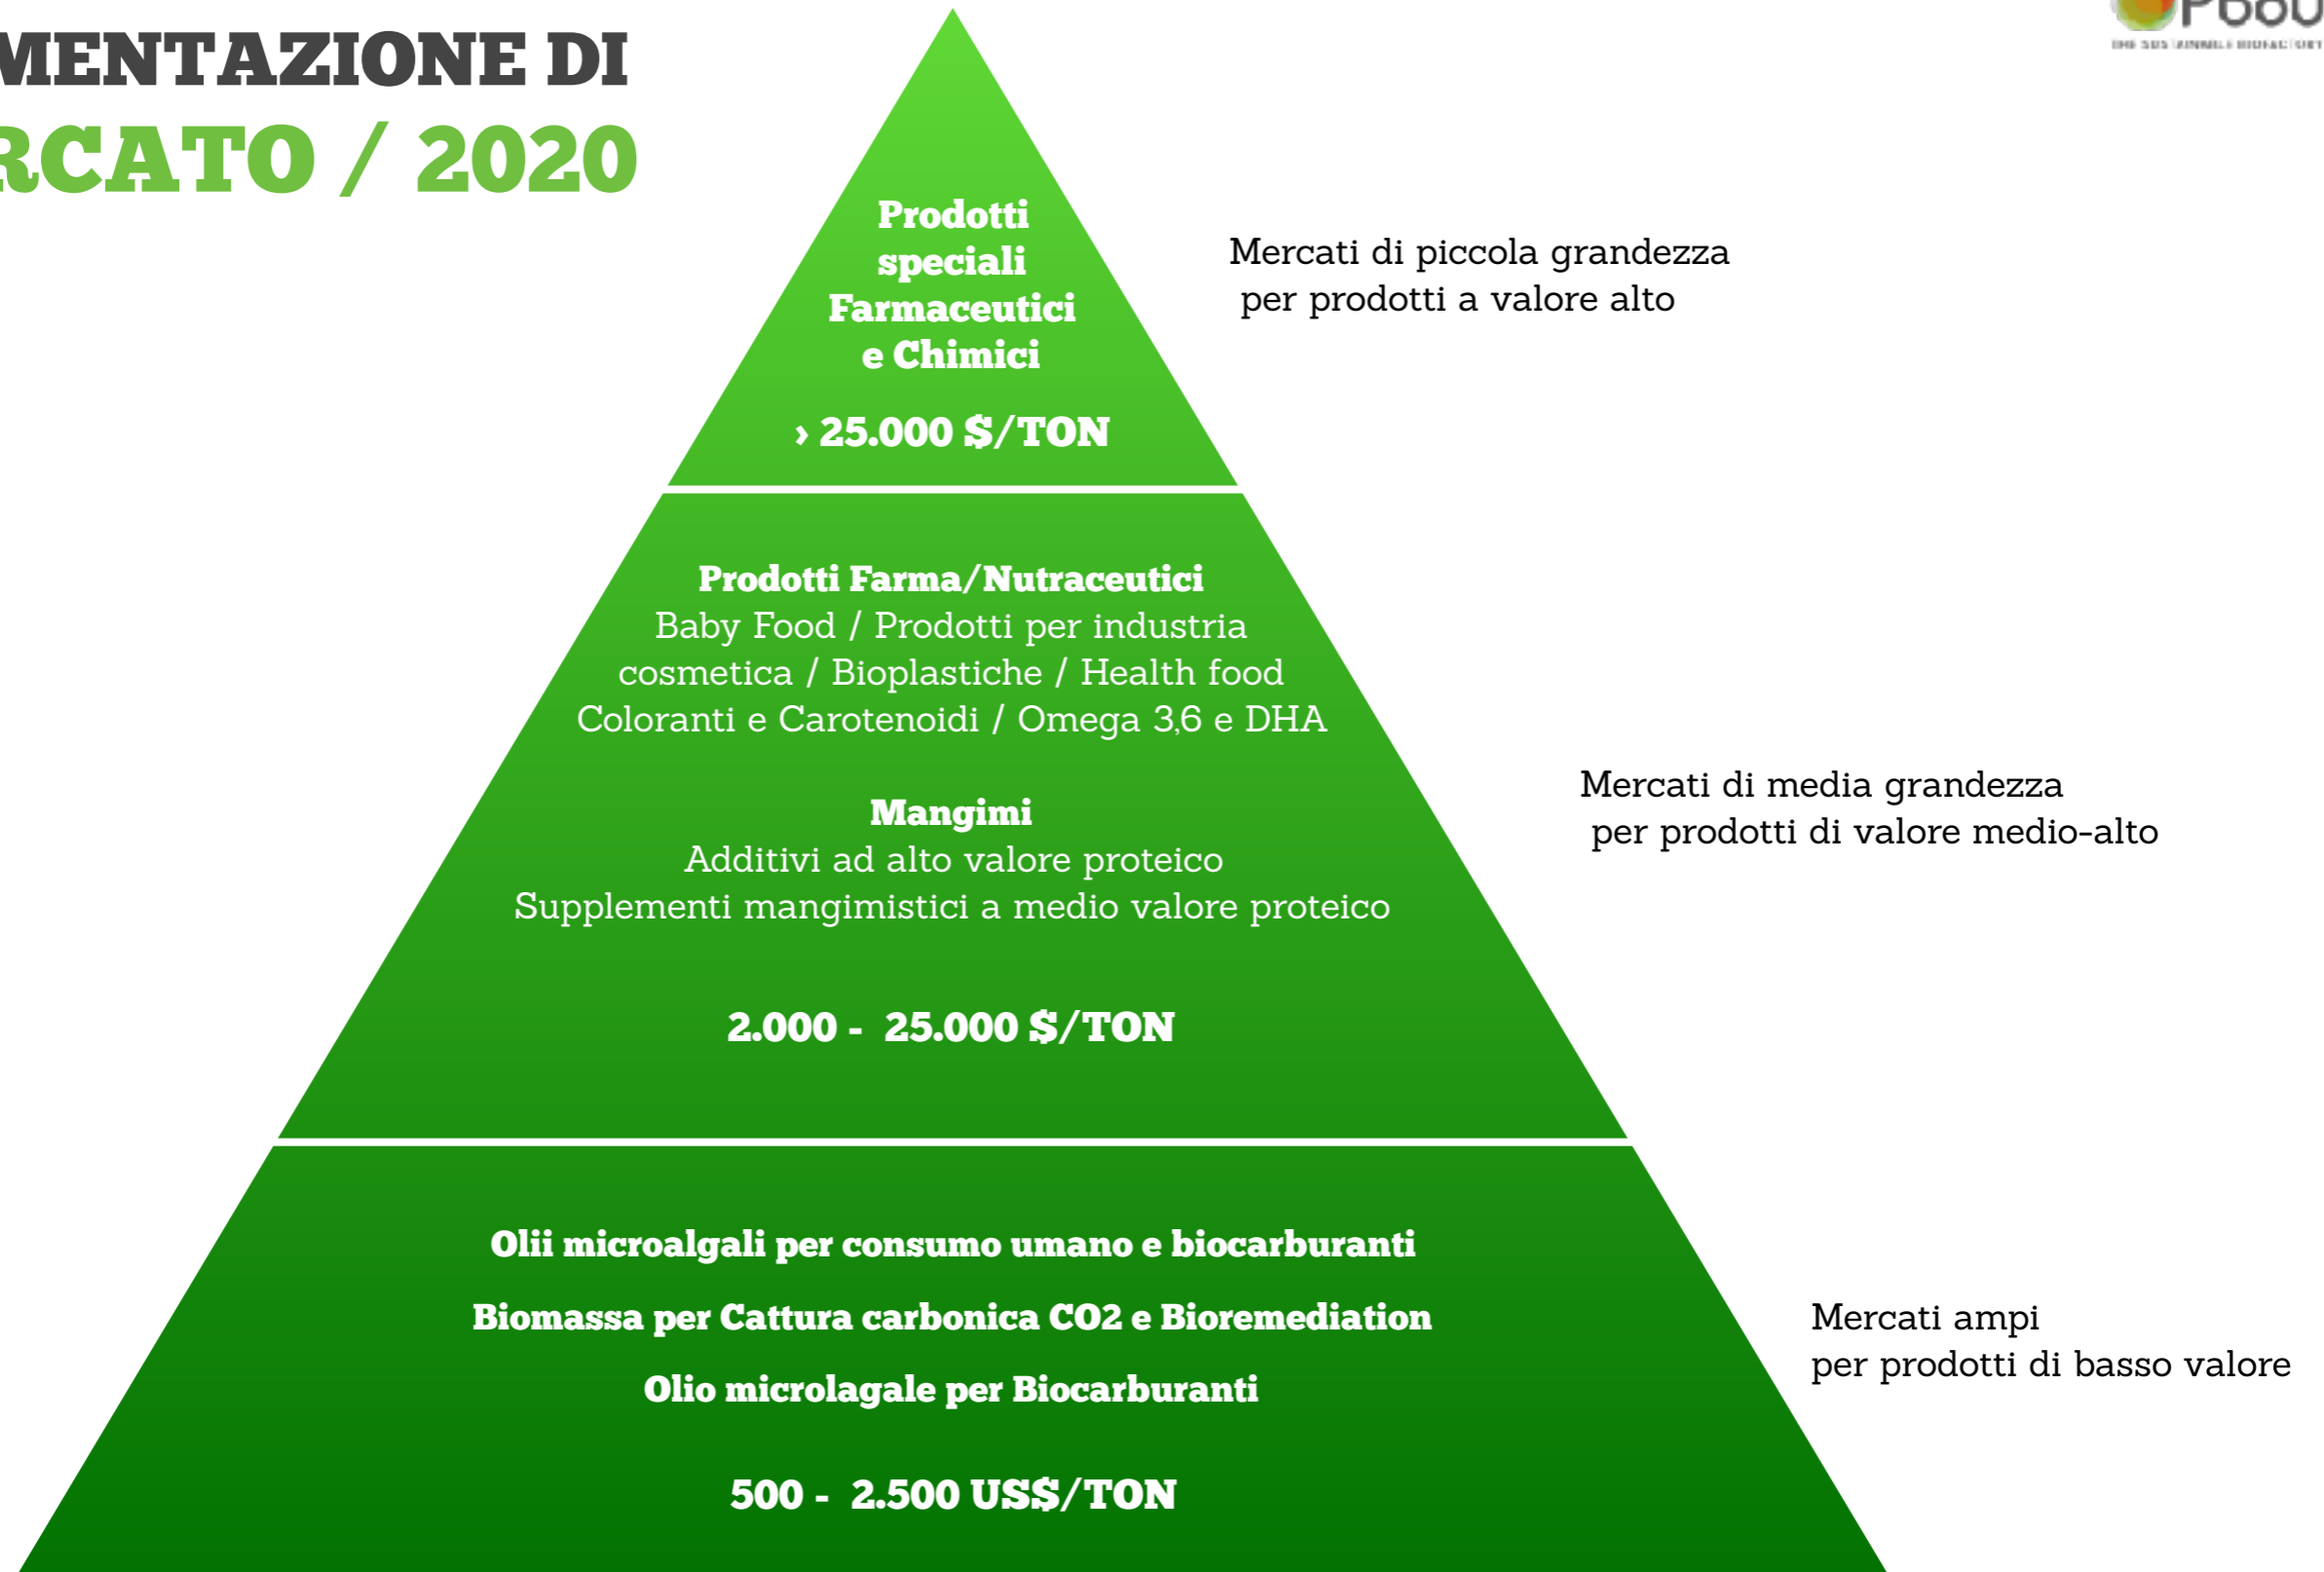 MENTAZIONE DI
RCATO / 2020
THE SUSTAINABLE BIOFACTORY
Prodotti
speciali
Farmaceutici
e Chimici
› 25.000 $/TON
Mercati di piccola grandezza
per prodotti a valore alto
Prodotti Farma/Nutraceutici
Baby Food / Prodotti per industria
cosmetica / Bioplastiche / Health food
Coloranti e Carotenoidi / Omega 3,6 e DHA
Mangimi
Additivi ad alto valore proteico
Supplementi mangimistici a medio valore proteico
2.000 - 25.000 $/TON
Mercati di media grandezza
per prodotti di valore medio-alto
Olii microalgali per consumo umano e biocarburanti
Biomassa per Cattura carbonica CO2 e Bioremediation
Olio microlagale per Biocarburanti
500 - 2.500 US$/TON
Mercati ampi
per prodotti di basso valore